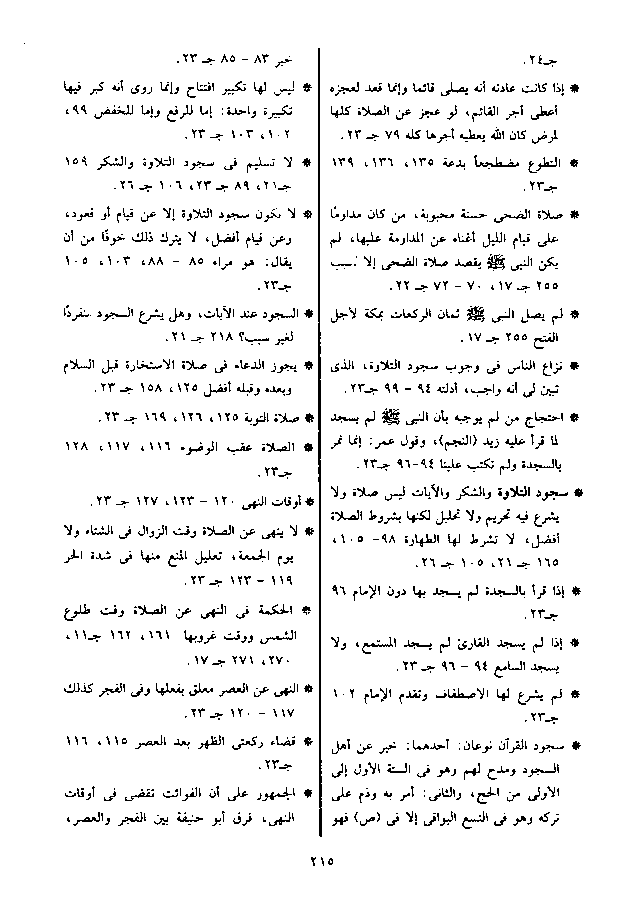 جـ٢٤.
* إذا كانت عادته أنه يصلى قائما وإنما قعد لعجزه
أعطى أجر القائم، لو عجز عن الصلاة كلها
لمرض كان الله يعطيه أجرها كله ٧٩ جـ ٢٣.
* التطوع مضطجعاً بدعة ١٣٥، ١٣٦، ١٣٩
جـ٢٣.
* صلاة الضحى حسنة محبوبة، من كان مداومًا
على قيام الليل أغناه عن المداومة عليها، لم
يكن النبى ﷺ يقصد صلاة الضحى إلا لسبب
٢٥٥ جـ ١٧، ٧٠ – ٧٢ جـ ٢٢.
* لم يصل النبى ﷺ ثمان الركعات بمكة لأجل
الفتح ٢٥٥ جـ ١٧.
* نزاع الناس فى وجوب سجود التلاوة، الذى
تبين لى أنه واجب، أدلته ٩٤ – ٩٩ جـ٢٣.
* احتجاج من لم يوجبه بأن النبى ﷺ لم يسجد
لما قرأ عليه زيد (النجم)، وقول عمر: إنما نمر
بالسجدة ولم تكتب علينا ٩٤–٩٦ جـ٢٣.
* سجود التلاوة والشكر والآيات ليس صلاة ولا
يشرع فيه تحريم ولا تحليل لكنها بشروط الصلاة
أفضل، لا تشرط لها الطهارة ٩٨– ١٠٥،
١٦٥ جـ ٢١، ١٠٥ جـ ٢٦.
* إذا قرأ بالسجدة لم يسجد بها دون الإمام ٩٦
جـ٢٣.
* إذا لم يسجد القارئ لم يسجد المستمع، ولا
يسجد السامع ٩٤ – ٩٦ جـ ٢٣.
* لم يشرع لها الاصطفاف وتقدم الإمام ١٠٢
جـ٢٣.
* سجود القرآن نوعان: أحدهما: خبر عن أهل
السجود ومدح لهم وهو فى الستة الأول إلى
الأولى من الحج، والثانى: أمر به وذم على
تركه وهو فى التسع البواقى إلا فى (ص) فهو
خبر ٨٣ – ٨٥ جـ ٢٣.
* ليس لها تكبير افتتاح وإنما روى أنه كبر فيها
تكبيرة واحدة: إما للرفع وإما للخفض ٩٩،
١٠٢، ١٠٣ جـ ٢٣.
* لا تسليم فى سجود التلاوة والشكر ١٥٩
جـ٢١، ٨٩ جـ ٢٣، ١٠٦ جـ ٢٦.
* لا يكون سجود التلاوة إلا عن قيام أو قعود،
وعن قيام أفضل، لا يترك ذلك خوفًا من أن
يقال: هو مراء ٨٥ – ٨٨، ١٠٣، ١٠٥
جـ٢٣.
* السجود عند الآيات، وهل يشرع السجود منفردًا
لغير سبب؟ ٢١٨ جـ ٢١.
* يجوز الدعاء فى صلاة الاستخارة قبل السلام
وبعده وقبله أفضل ١٢٥، ١٥٨ جـ ٢٣.
* صلاة التوبة ١٢٥، ١٢٦، ١٦٩ جـ ٢٣.
* الصلاة عقب الوضوء ١١٦، ١١٧، ١٢٨
جـ٢٣.
* أوقات النهى ١٢٠ – ١٢٣، ١٢٧ جـ ٢٣.
* لا ينهى عن الصلاة وقت الزوال فى الشتاء ولا
يوم الجمعة، تعليل المنع منها فى شدة الحر
١١٩ – ١٢٣ جـ ٢٣.
* الحكمة فى النهى عن الصلاة وقت طلوع
الشمس ووقت غروبها ١٦١، ١٦٢ جـ١١،
٢٧٠، ٢٧١ جـ ١٧.
* النهى عن العصر معلق بفعلها وفى الفجر كذلك
١١٧ – ١٢٠ جـ ٢٣.
* قضاء ركعتى الظهر بعد العصر ١١٥، ١١٦
جـ٢٣.
* الجمهور على أن الفوائت تقضى فى أوقات
النهى، فرق أبو حنيفة بين الفجر والعصر،
٢١٥